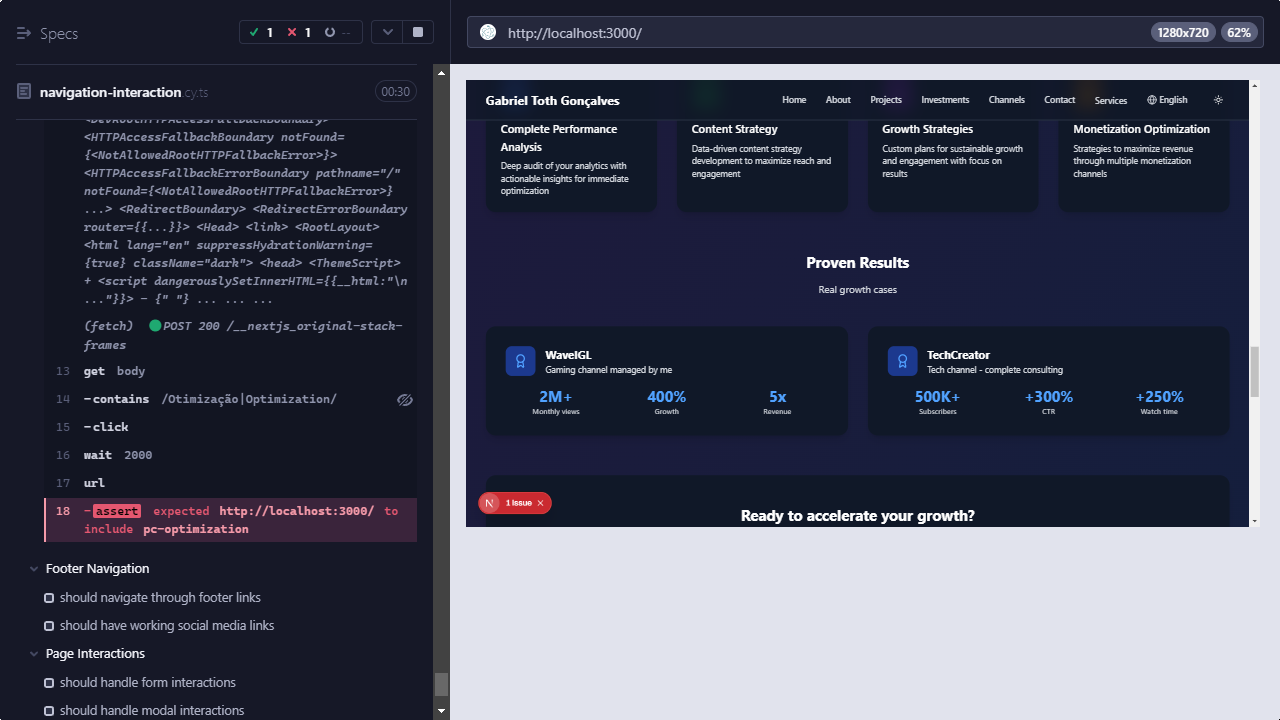 Specs
1
1
--
navigation-interaction.cy.ts
00:30
<DevRootHTTPAccessFallbackBoundary>
<HTTPAccessFallbackBoundary notFound=
{<NotAllowedRootHTTPFallbackError>}>
<HTTPAccessFallbackErrorBoundary pathname="/"
notFound={<NotAllowedRootHTTPFallbackError>}
...> <RedirectBoundary> <RedirectErrorBoundary
router={{...}}> <Head> <link> <RootLayout>
<html lang="en" suppressHydrationWarning=
{true} className="dark"> <head> <ThemeScript>
+ <script dangerouslySetInnerHTML={{__html:"\n
..."}}> - {" "} ... ... ...
(fetch) POST 200 /__nextjs_original-stack-
frames
13 get body
14 -contains /Otimização|Optimization/
15 -click
16 wait 2000
17 url
18 -assert expected http://localhost:3000/ to
include pc-optimization
Footer Navigation
should navigate through footer links
should have working social media links
Page Interactions
should handle form interactions
should handle modal interactions
http://localhost:3000/
1280x720
62%
Gabriel Toth Gonçalves
Home
About
Projects
Investments
Channels
Contact
Services
English
Complete Performance
Analysis
Deep audit of your analytics with
actionable insights for immediate
optimization
Content Strategy
Data-driven content strategy
development to maximize reach and
engagement
Growth Strategies
Custom plans for sustainable growth
and engagement with focus on
results
Monetization Optimization
Strategies to maximize revenue
through multiple monetization
channels
Proven Results
Real growth cases
WaveIGL
Gaming channel managed by me
2M+
Monthly views
400%
Growth
5x
Revenue
TechCreator
Tech channel - complete consulting
500K+
Subscribers
+300%
CTR
+250%
Watch time
N 1 Issue
Ready to accelerate your growth?